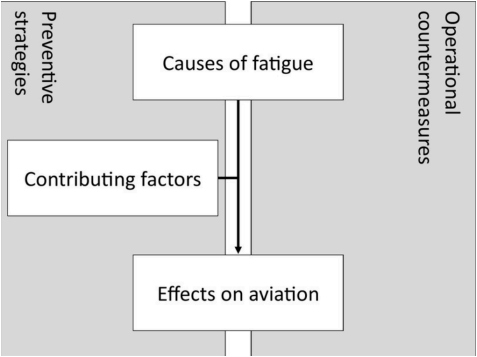 Preventive
strategies
Operational
countermeasures
Causes of fatigue
Contributing factors
Effects on aviation